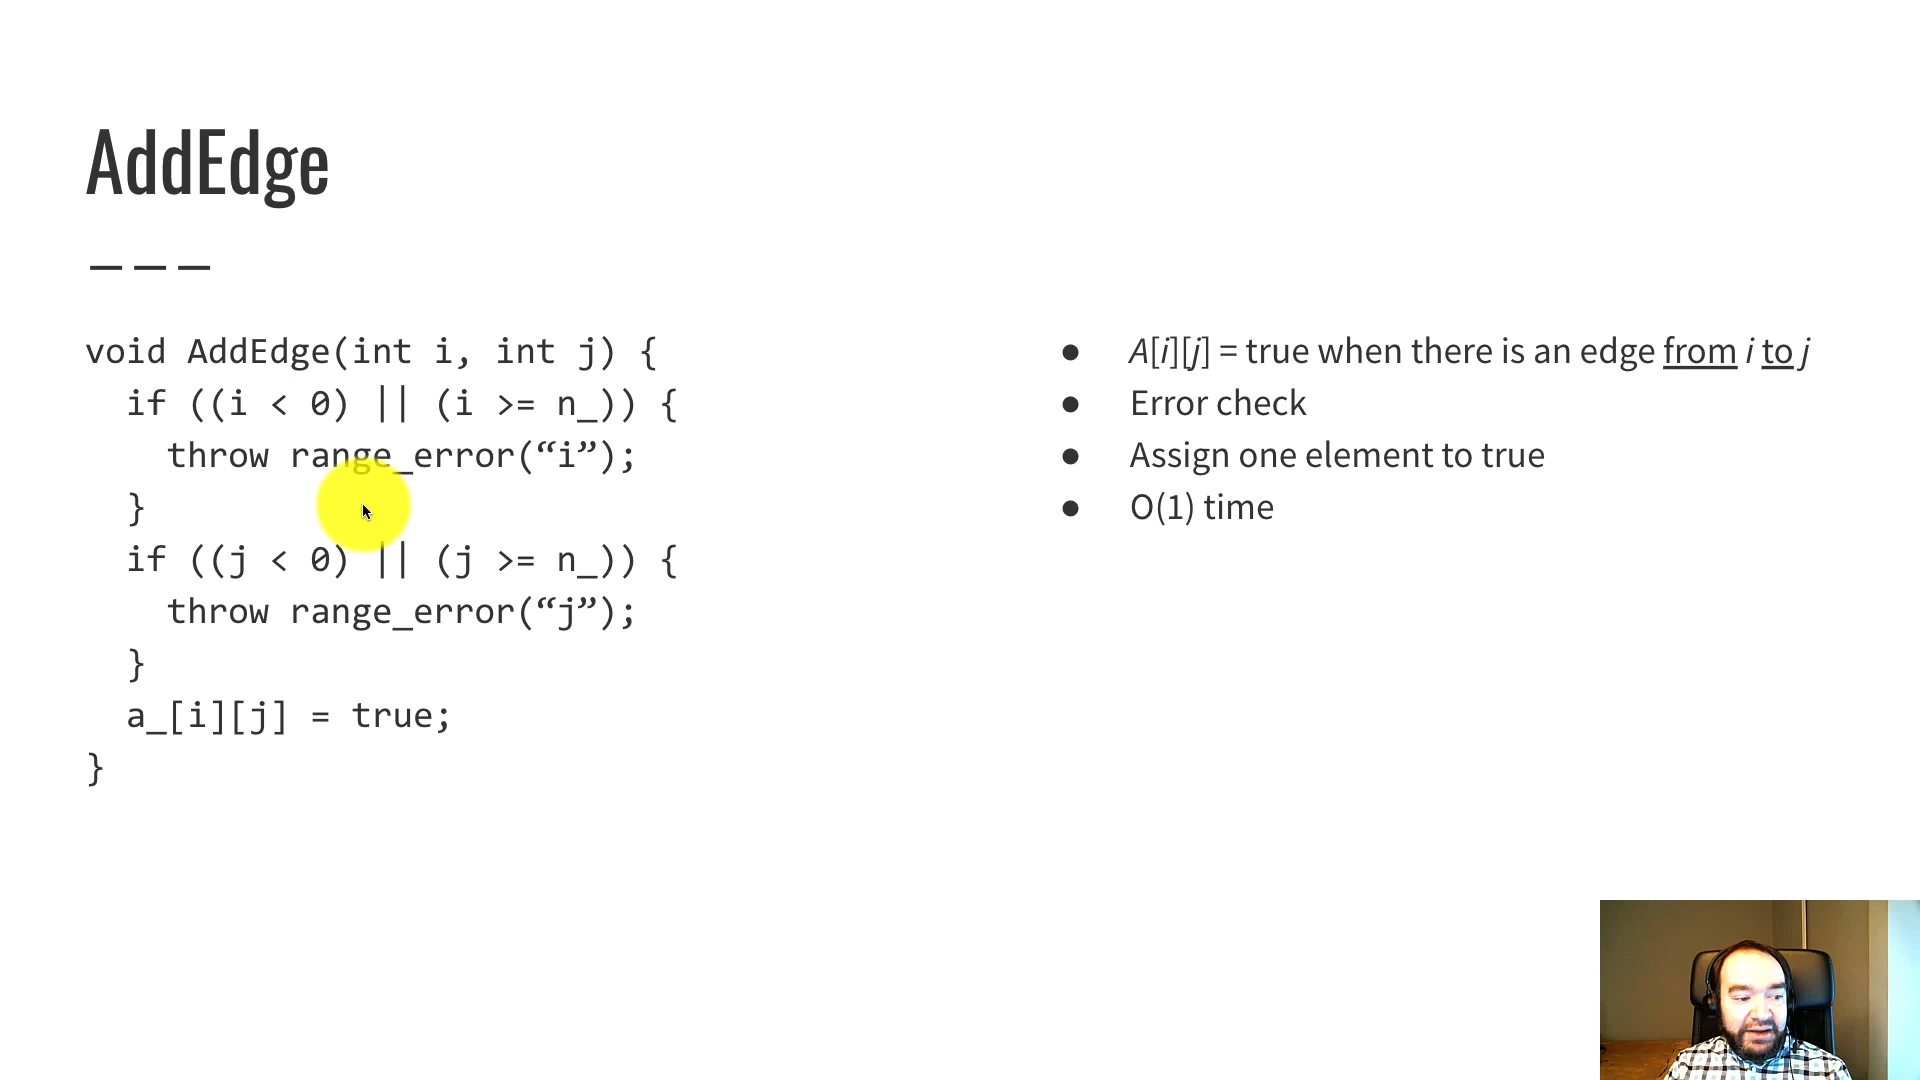 AddEdge
void AddEdge(int i, int j) {
if ((i < 0) || (i >= n_)) {
throw range_error(“i”);
}
if ((j < 0) || (j >= n_)) {
throw range_error(“j”);
}
a_[i][j] = true;
}
● A[i][j] = true when there is an edge from i to j
● Error check
● Assign one element to true
● O(1) time